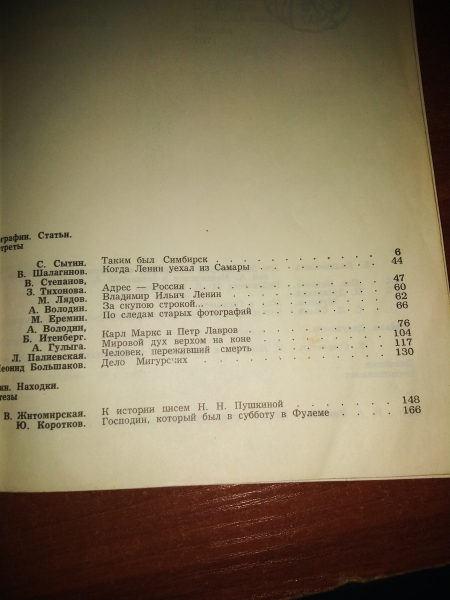 ографии. Статьи.
треты
С. Сытин. Таким был Симбирск . . . . . . . . . . . . 6
В. Шалагинов. Когда Ленин уехал из Самары . . . . . . . . . 44
В. Степанов,
З. Тихонова. Адрес — Россия . . . . . . . . . . . . 47
М. Лядов. Владимир Ильич Ленин . . . . . . . . . . 60
А. Володин. За скупою строкой... . . . . . . . . . . . 62
М. Еремин. По следам старых фотографий . . . . . . . . 66
А. Володин,
Б. Итенберг. Карл Маркс и Петр Лавров . . . . . . . . . 76
А. Гулыга. Мировой дух верхом на коне . . . . . . . . 104
Л. Паляевская. Человек, переживший смерть . . . . . . . . 117
Леонид Большаков. Дело Мигурских . . . . . . . . . . . . 130
ки. Находки.
тезы
В. Житомирская. К истории писем Н. Н. Пушкиной . . . . . . . 148
Ю. Коротков. Господин, который был в субботу в Фулеме . . . . 166